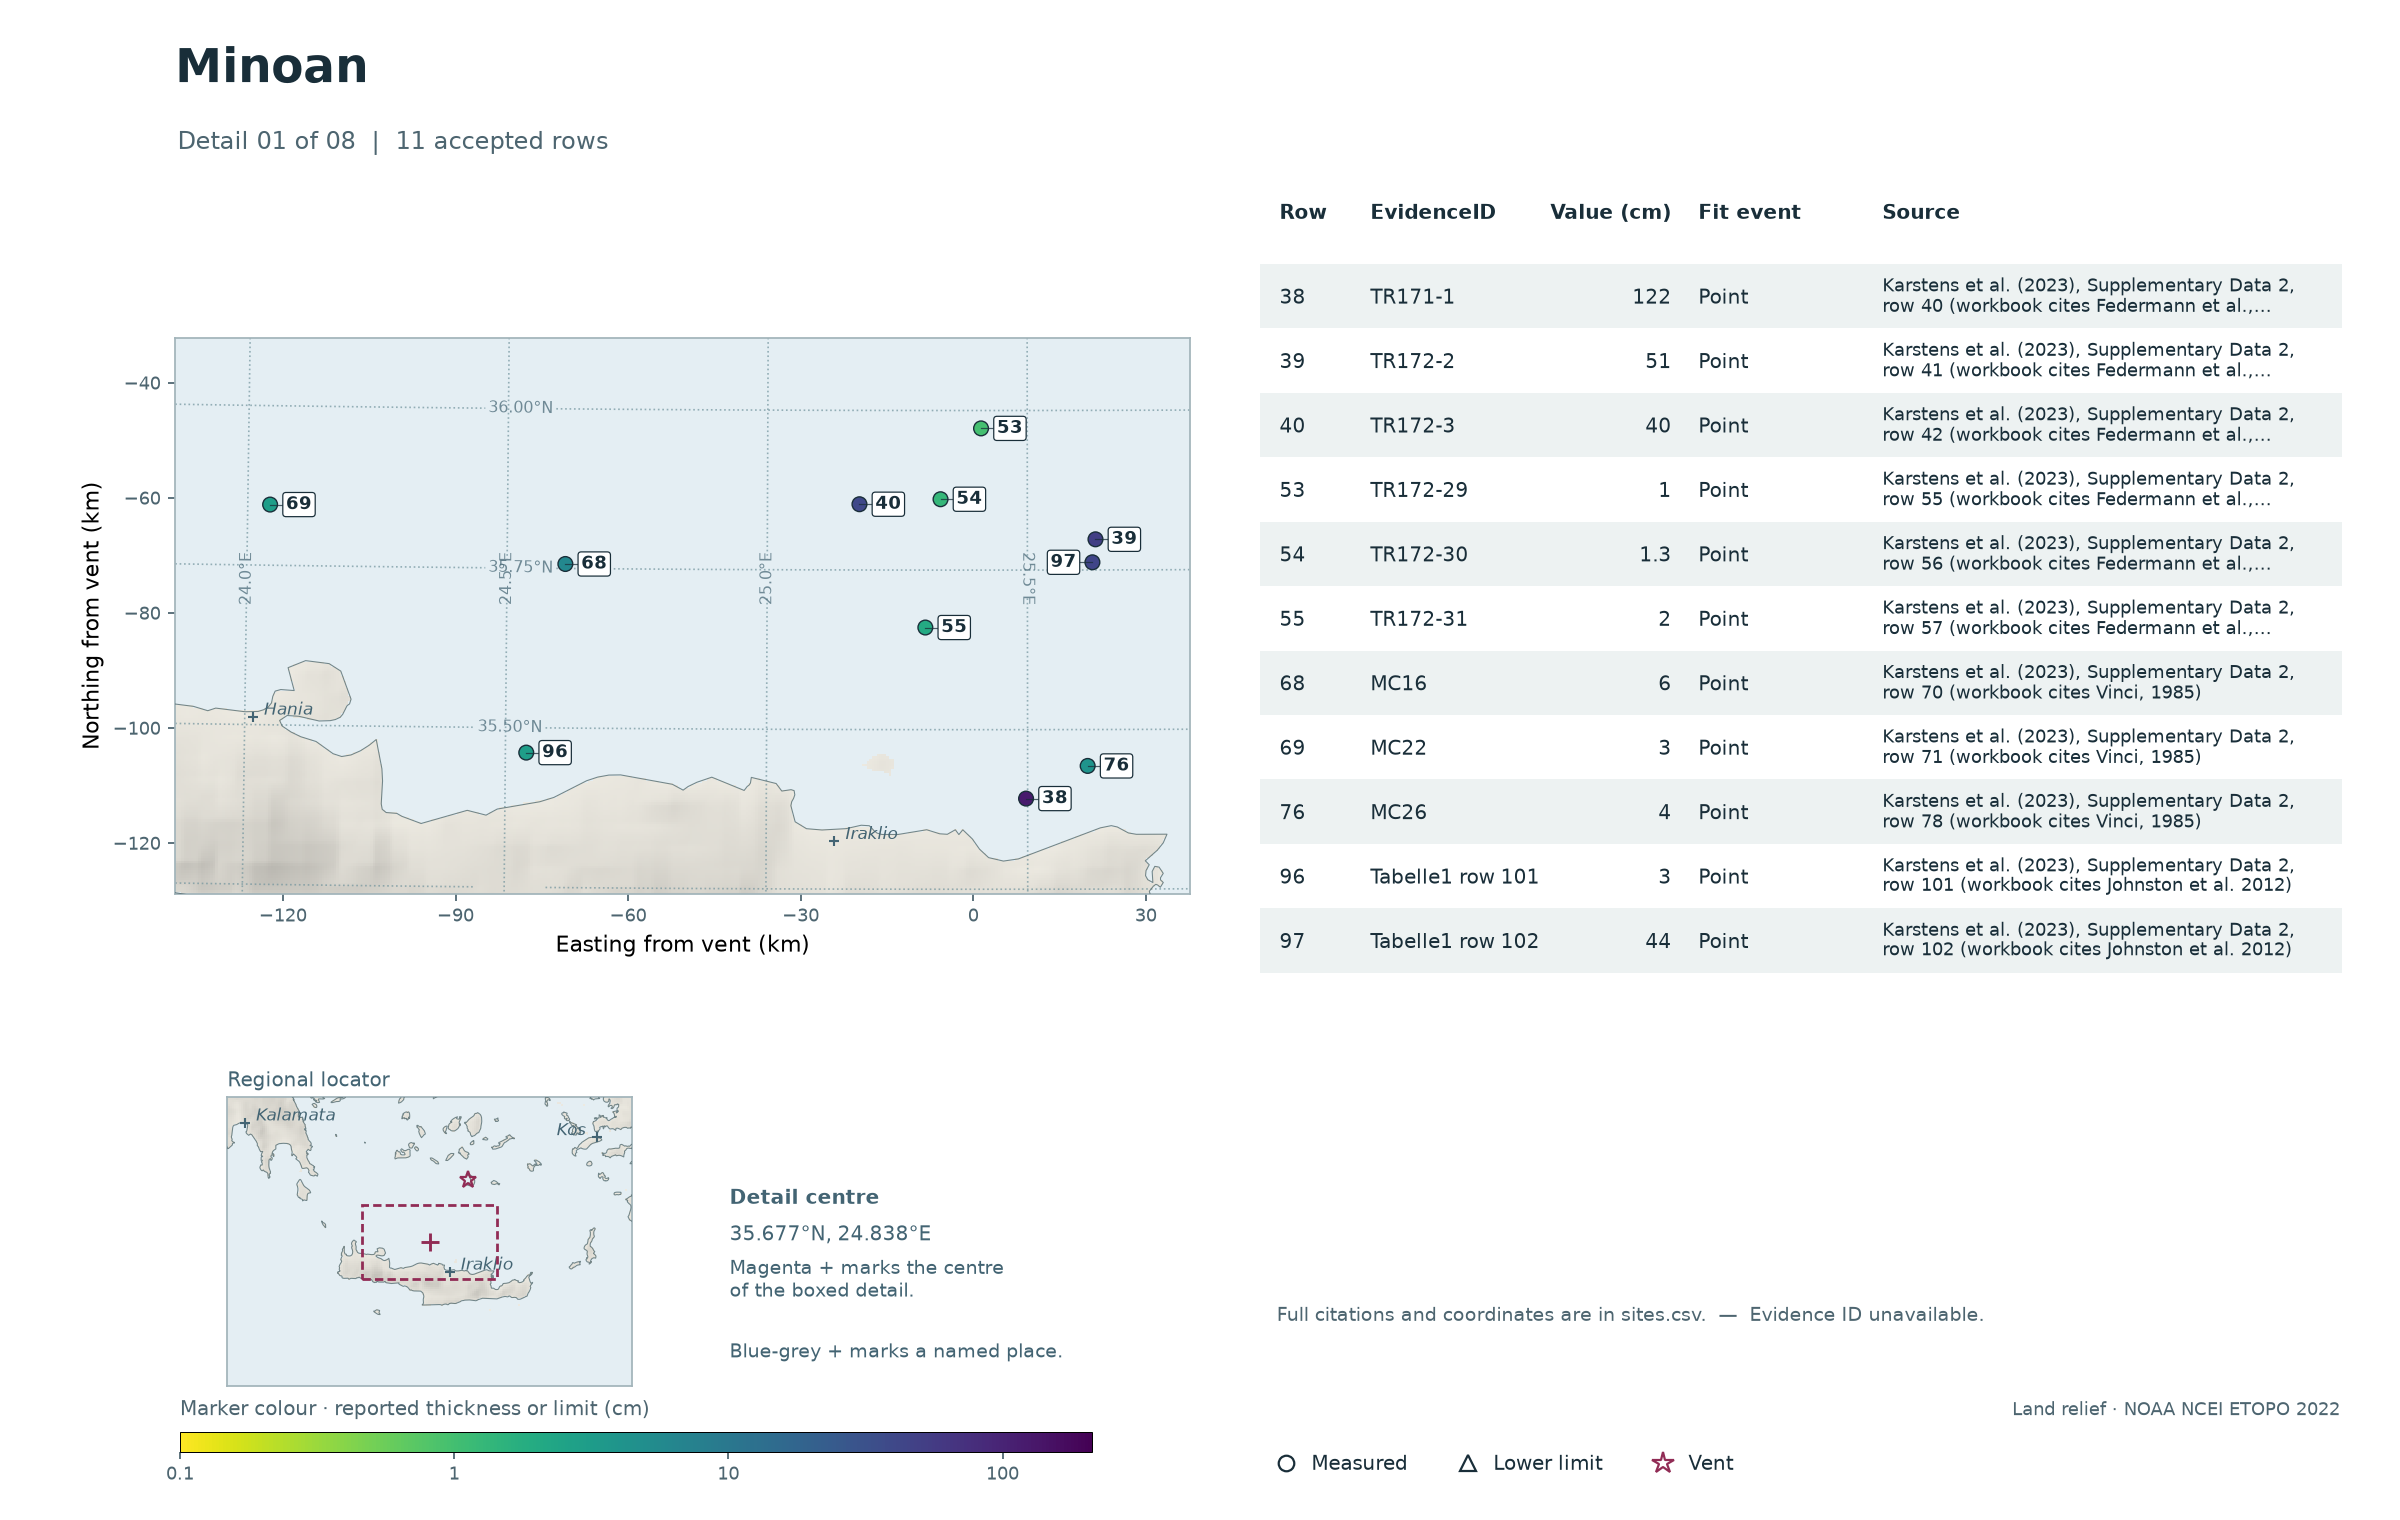 Minoan
Detail 01 of 08 | 11 accepted rows
Row EvidenceID Value (cm) Fit event Source
38 TR171-1 122 Point Karstens et al. (2023), Supplementary Data 2,
row 40 (workbook cites Federmann et al.,...
39 TR172-2 51 Point Karstens et al. (2023), Supplementary Data 2,
row 41 (workbook cites Federmann et al.,...
40 TR172-3 40 Point Karstens et al. (2023), Supplementary Data 2,
row 42 (workbook cites Federmann et al.,...
53 TR172-29 1 Point Karstens et al. (2023), Supplementary Data 2,
row 55 (workbook cites Federmann et al.,...
54 TR172-30 1.3 Point Karstens et al. (2023), Supplementary Data 2,
row 56 (workbook cites Federmann et al.,...
55 TR172-31 2 Point Karstens et al. (2023), Supplementary Data 2,
row 57 (workbook cites Federmann et al.,...
68 MC16 6 Point Karstens et al. (2023), Supplementary Data 2,
row 70 (workbook cites Vinci, 1985)
69 MC22 3 Point Karstens et al. (2023), Supplementary Data 2,
row 71 (workbook cites Vinci, 1985)
76 MC26 4 Point Karstens et al. (2023), Supplementary Data 2,
row 78 (workbook cites Vinci, 1985)
96 Tabelle1 row 101 3 Point Karstens et al. (2023), Supplementary Data 2,
row 101 (workbook cites Johnston et al. 2012)
97 Tabelle1 row 102 44 Point Karstens et al. (2023), Supplementary Data 2,
row 102 (workbook cites Johnston et al. 2012)
Northing from vent (km)
−40
−60
−80
−100
−120
36.00°N
35.75°N
35.50°N
24.0°E
24.5°E
25.0°E
25.5°E
53
69
40
54
39
68
97
55
Hania
96
76
38
Iraklio
−120 −90 −60 −30 0 30
Easting from vent (km)
Regional locator
Kalamata
Kos
Iraklio
Detail centre
35.677°N, 24.838°E
Magenta + marks the centre
of the boxed detail.
Blue-grey + marks a named place.
Full citations and coordinates are in sites.csv. — Evidence ID unavailable.
Marker colour · reported thickness or limit (cm)
0.1 1 10 100
Land relief · NOAA NCEI ETOPO 2022
Measured Lower limit Vent